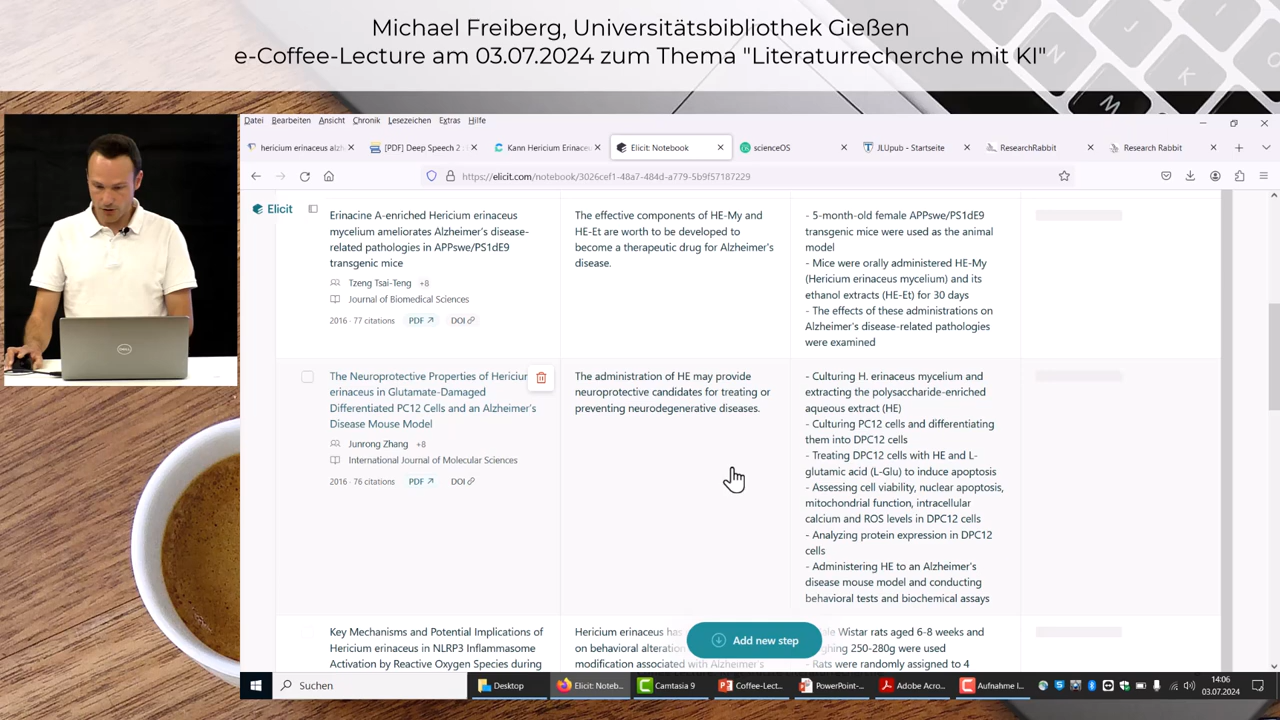 Michael Freiberg, Universitätsbibliothek Gießen
e-Coffee-Lecture am 03.07.2024 zum Thema "Literaturrecherche mit KI"
Datei Bearbeiten Ansicht Chronik Lesezeichen Extras Hilfe
hericium erinaceus alzh
[PDF] Deep Speech 2
Kann Hericium Erinace
Elicit: Notebook
scienceOS
JLUpub - Startseite
ResearchRabbit
Research Rabbit
https://elicit.com/notebook/3026cef1-48a7-484d-a779-5b9f57187229
Elicit
Erinacine A-enriched Hericium erinaceus
mycelium ameliorates Alzheimer's disease-
related pathologies in APPswe/PS1dE9
transgenic mice
Tzeng Tsai-Teng +8
Journal of Biomedical Sciences
2016 · 77 citations PDF DOI
The effective components of HE-My and
HE-Et are worth to be developed to
become a therapeutic drug for Alzheimer's
disease.
- 5-month-old female APPswe/PS1dE9
transgenic mice were used as the animal
model
- Mice were orally administered HE-My
(Hericium erinaceus mycelium) and its
ethanol extracts (HE-Et) for 30 days
- The effects of these administrations on
Alzheimer's disease-related pathologies
were examined
The Neuroprotective Properties of Hericiu
erinaceus in Glutamate-Damaged
Differentiated PC12 Cells and an Alzheimer's
Disease Mouse Model
Junrong Zhang +8
International Journal of Molecular Sciences
2016 · 76 citations PDF DOI
The administration of HE may provide
neuroprotective candidates for treating or
preventing neurodegenerative diseases.
- Culturing H. erinaceus mycelium and
extracting the polysaccharide-enriched
aqueous extract (HE)
- Culturing PC12 cells and differentiating
them into DPC12 cells
- Treating DPC12 cells with HE and L-
glutamic acid (L-Glu) to induce apoptosis
- Assessing cell viability, nuclear apoptosis,
mitochondrial function, intracellular
calcium and ROS levels in DPC12 cells
- Analyzing protein expression in DPC12
cells
- Administering HE to an Alzheimer's
disease mouse model and conducting
behavioral tests and biochemical assays
Key Mechanisms and Potential Implications of
Hericium erinaceus in NLRP3 Inflammasome
Activation by Reactive Oxygen Species during
Hericium erinaceus has
on behavioral alteration
modification associated with Alzheimer's
Add new step
le Wistar rats aged 6-8 weeks and
ghing 250-280g were used
- Rats were randomly assigned to 4
Suchen
Desktop
Elicit: Noteb...
Camtasia 9
Coffee-Lect...
PowerPoint-...
Adobe Acro...
Aufnahme l...
14:06
03.07.2024